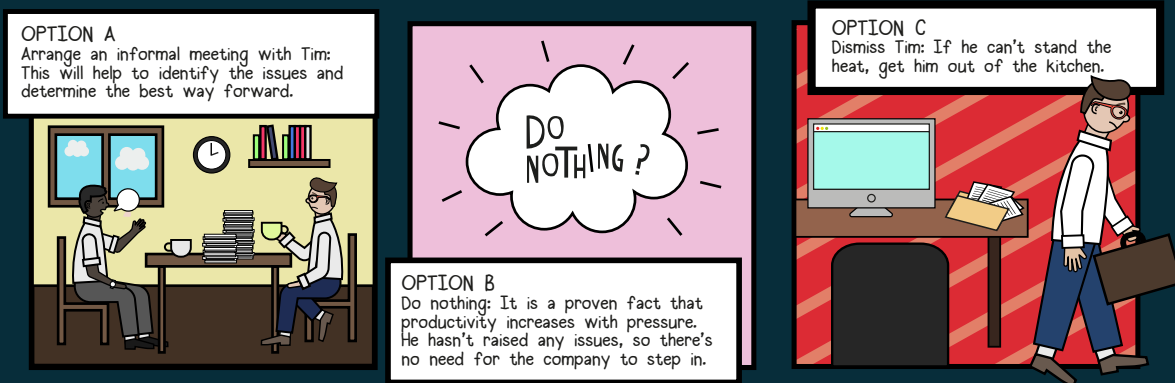 OPTION A
Arrange an informal meeting with Tim:
This will help to identify the issues and
determine the best way forward.
DO
NOTHING ?
OPTION B
Do nothing: It is a proven fact that
productivity increases with pressure.
He hasn't raised any issues, so there's
no need for the company to step in.
OPTION C
Dismiss Tim: If he can't stand the
heat, get him out of the kitchen.